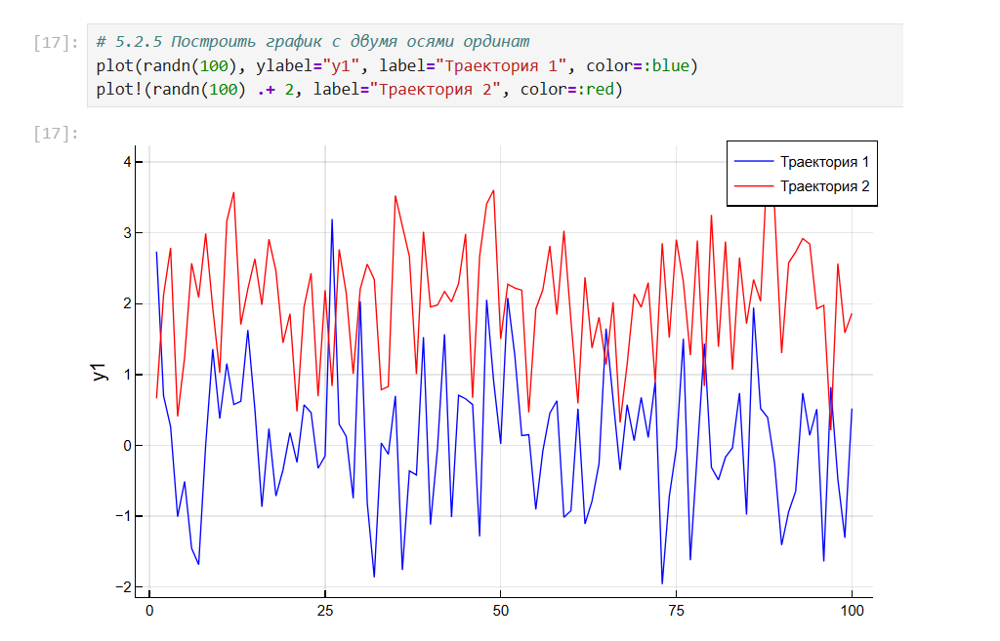 [17]:
# 5.2.5 Построить график с двумя осями ординат
plot(randn(100), ylabel="y1", label="Траектория 1", color=:blue)
plot!(randn(100) .+ 2, label="Траектория 2", color=:red)
[17]:
Траектория 1
Траектория 2
4
3
2
1
0
−1
−2
y1
0 25 50 75 100